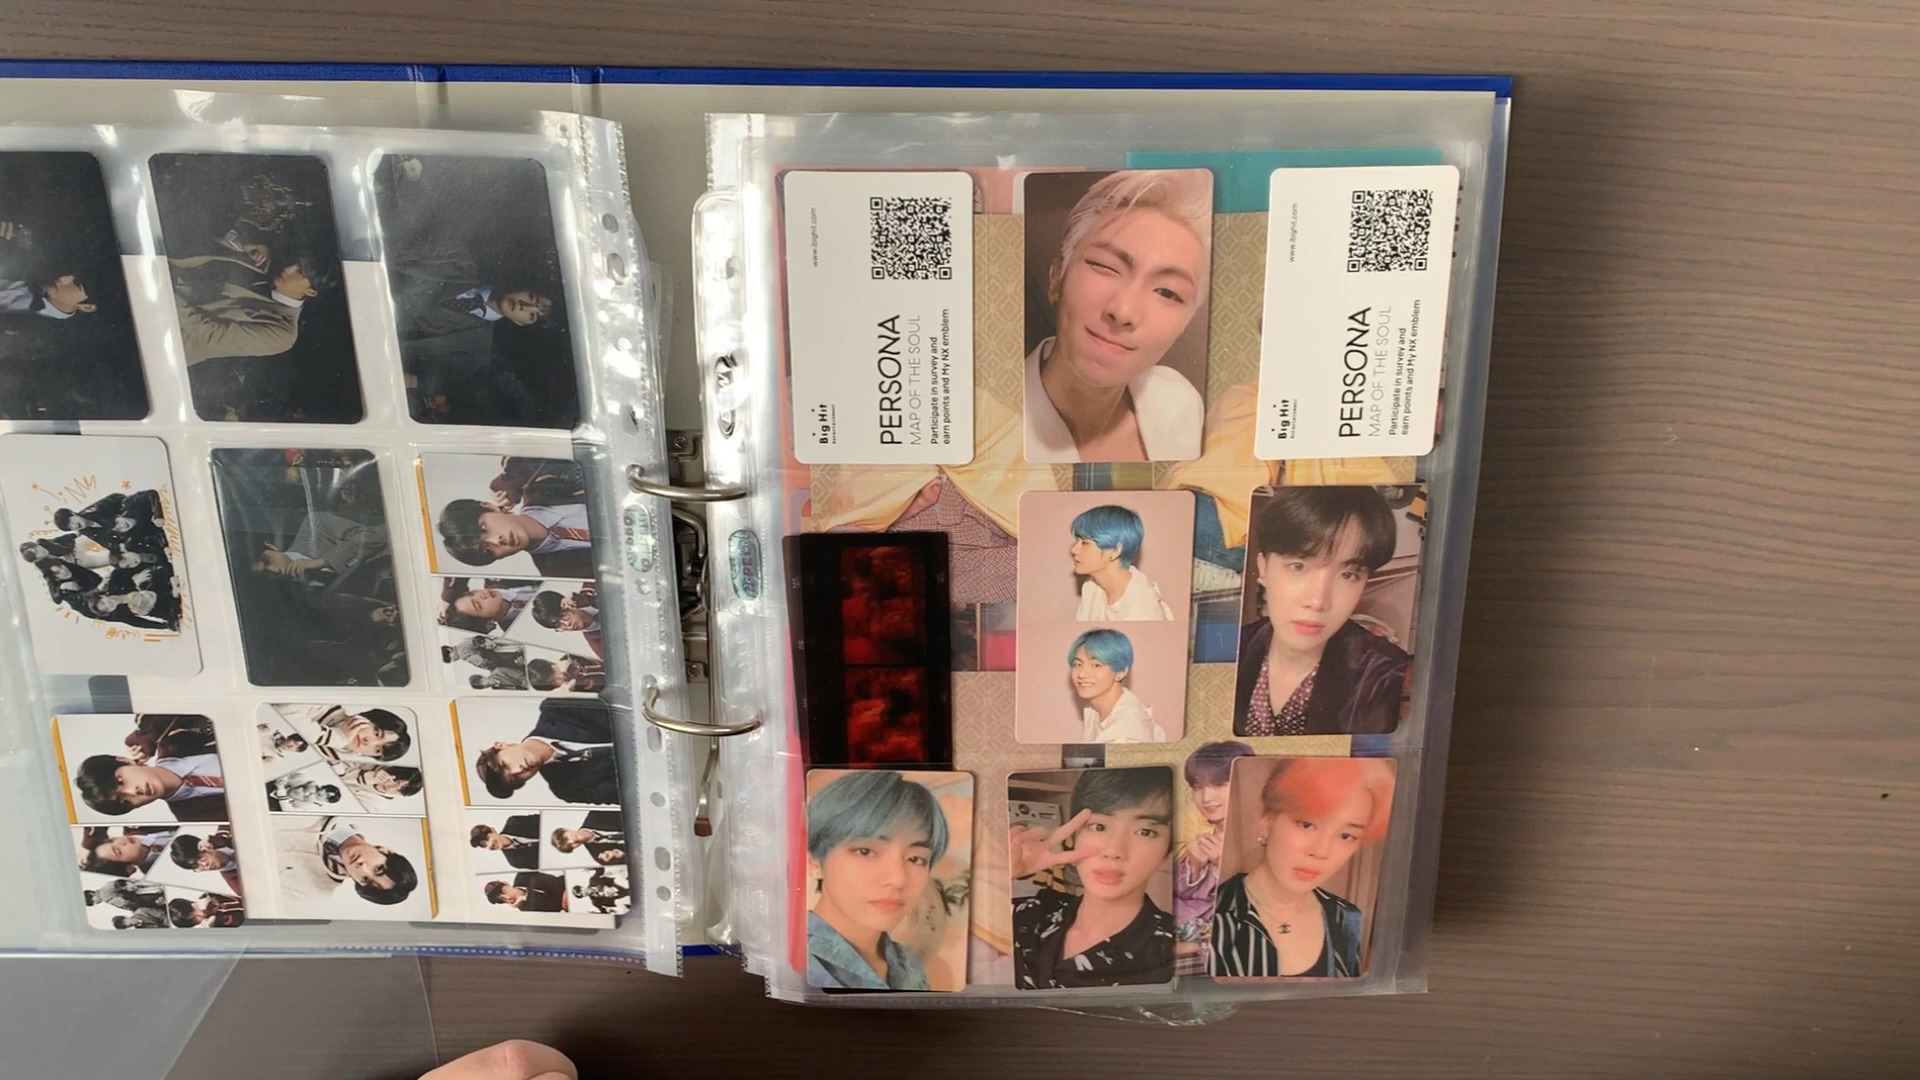 www.ibighit.com
Big Hit
Entertainment
PERSONA
MAP OF THE SOUL
Participate in survey and
earn points and My NX emblem
www.ibighit.com
Big Hit
Entertainment
PERSONA
MAP OF THE SOUL
Participate in survey and
earn points and My NX emblem